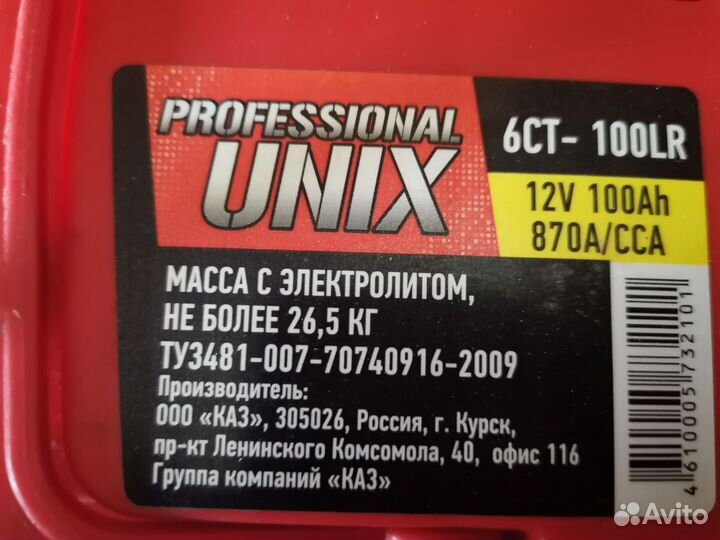 PROFESSIONAL
UNIX
6СТ- 100LR
12V 100Ah
870A/CCA
МАССА С ЭЛЕКТРОЛИТОМ,
НЕ БОЛЕЕ 26,5 КГ
ТУ3481-007-70740916-2009
Производитель:
ООО «КАЗ», 305026, Россия, г. Курск,
пр-кт Ленинского Комсомола, 40, офис 116
Группа компаний «КАЗ»
4610005732101
Avito